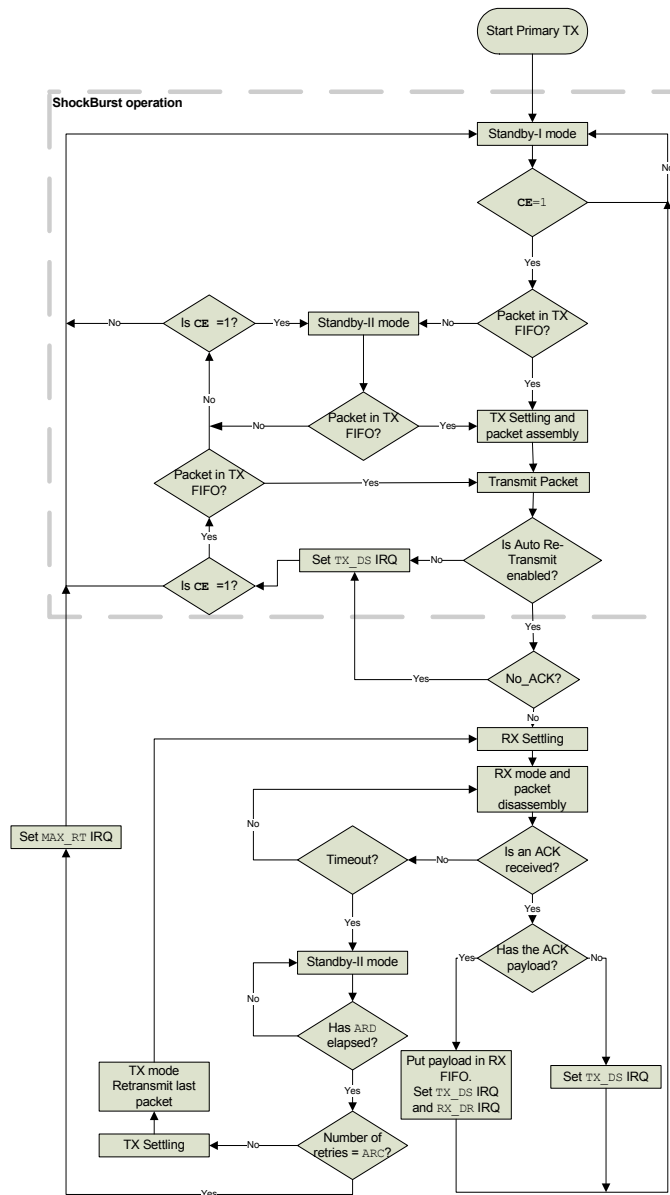 Start Primary TX
ShockBurst operation
Standby-I mode
No
CE=1
Yes
No
Is CE =1?
Yes
Standby-II mode
No
Packet in TX
FIFO?
Yes
No
No
Packet in TX
FIFO?
Yes
TX Settling and
packet assembly
Packet in TX
FIFO?
Yes
Transmit Packet
Yes
Is CE =1?
Set TX_DS IRQ
No
Is Auto Re-
Transmit
enabled?
Yes
Yes
No_ACK?
No
RX Settling
RX mode and
packet
disassembly
No
Set MAX_RT IRQ
Timeout?
No
Is an ACK
received?
Yes
Yes
Standby-II mode
Yes
Has the ACK
payload?
No
No
Has ARD
elapsed?
TX mode
Retransmit last
packet
Yes
Put payload in RX
FIFO.
Set TX_DS IRQ
and RX_DR IRQ
Set TX_DS IRQ
TX Settling
No
Number of
retries = ARC?
Yes